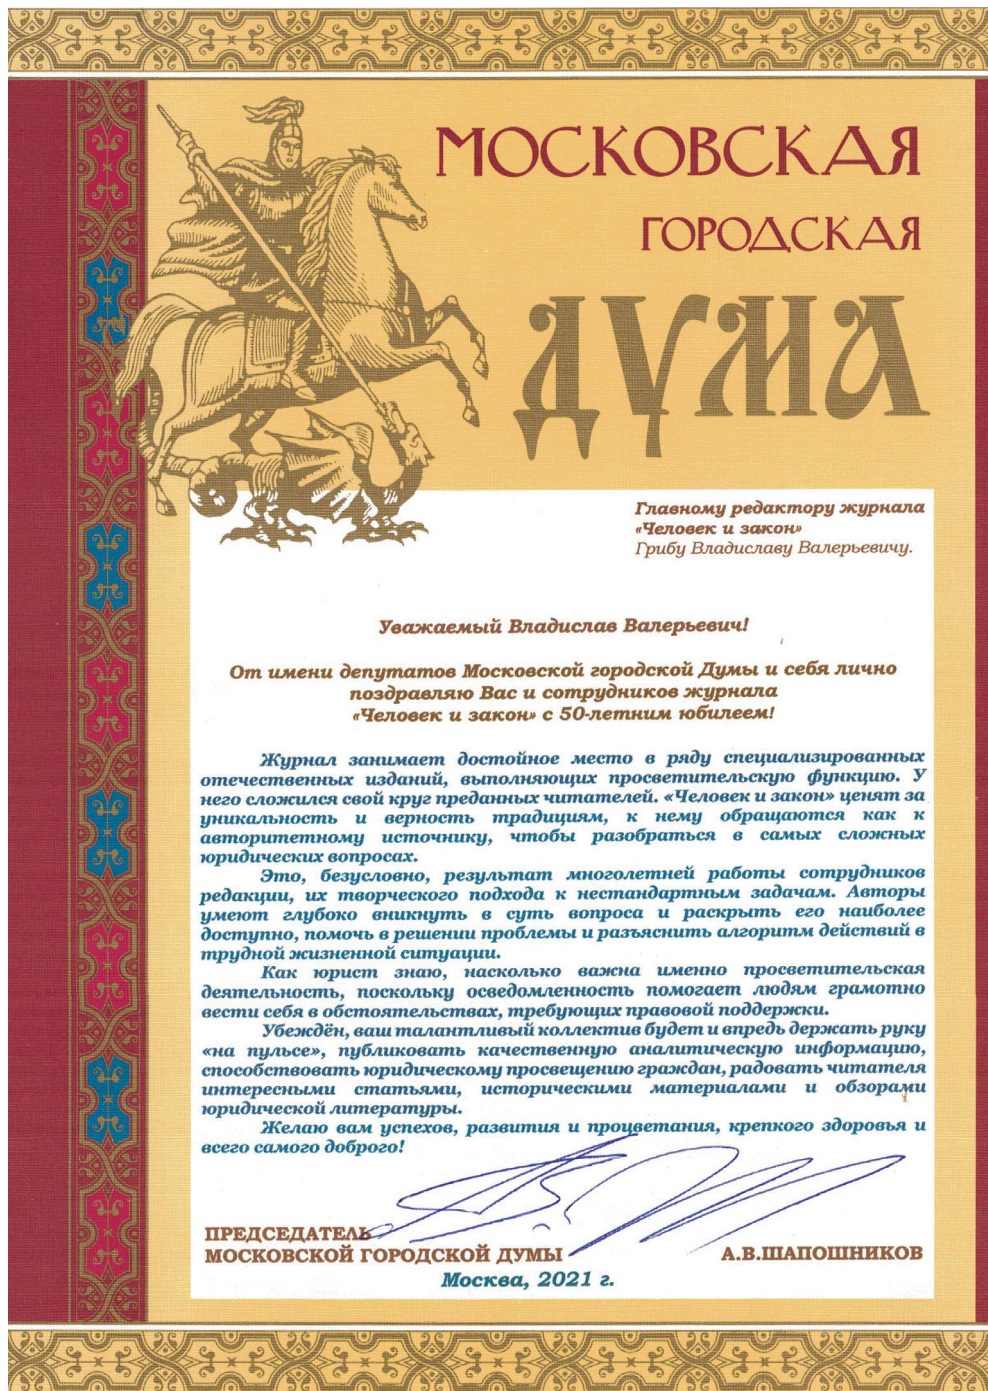 МОСКОВСКАЯ
ГОРОДСКАЯ
ДУМА
Главному редактору журнала
«Человек и закон»
Грибу Владиславу Валерьевичу.
Уважаемый Владислав Валерьевич!
От имени депутатов Московской городской Думы и себя лично
поздравляю Вас и сотрудников журнала
«Человек и закон» с 50-летним юбилеем!
Журнал занимает достойное место в ряду специализированных
отечественных изданий, выполняющих просветительскую функцию. У
него сложился свой круг преданных читателей. «Человек и закон» ценят за
уникальность и верность традициям, к нему обращаются как к
авторитетному источнику, чтобы разобраться в самых сложных
юридических вопросах.
Это, безусловно, результат многолетней работы сотрудников
редакции, их творческого подхода к нестандартным задачам. Авторы
умеют глубоко вникнуть в суть вопроса и раскрыть его наиболее
доступно, помочь в решении проблемы и разъяснить алгоритм действий в
трудной жизненной ситуации.
Как юрист знаю, насколько важна именно просветительская
деятельность, поскольку осведомленность помогает людям грамотно
вести себя в обстоятельствах, требующих правовой поддержки.
Убеждён, ваш талантливый коллектив будет и впредь держать руку
«на пульсе», публиковать качественную аналитическую информацию,
способствовать юридическому просвещению граждан, радовать читателя
интересными статьями, историческими материалами и обзорами
юридической литературы.
Желаю вам успехов, развития и процветания, крепкого здоровья и
всего самого доброго!
ПРЕДСЕДАТЕЛЬ
МОСКОВСКОЙ ГОРОДСКОЙ ДУМЫ А.В.ШАПОШНИКОВ
Москва, 2021 г.